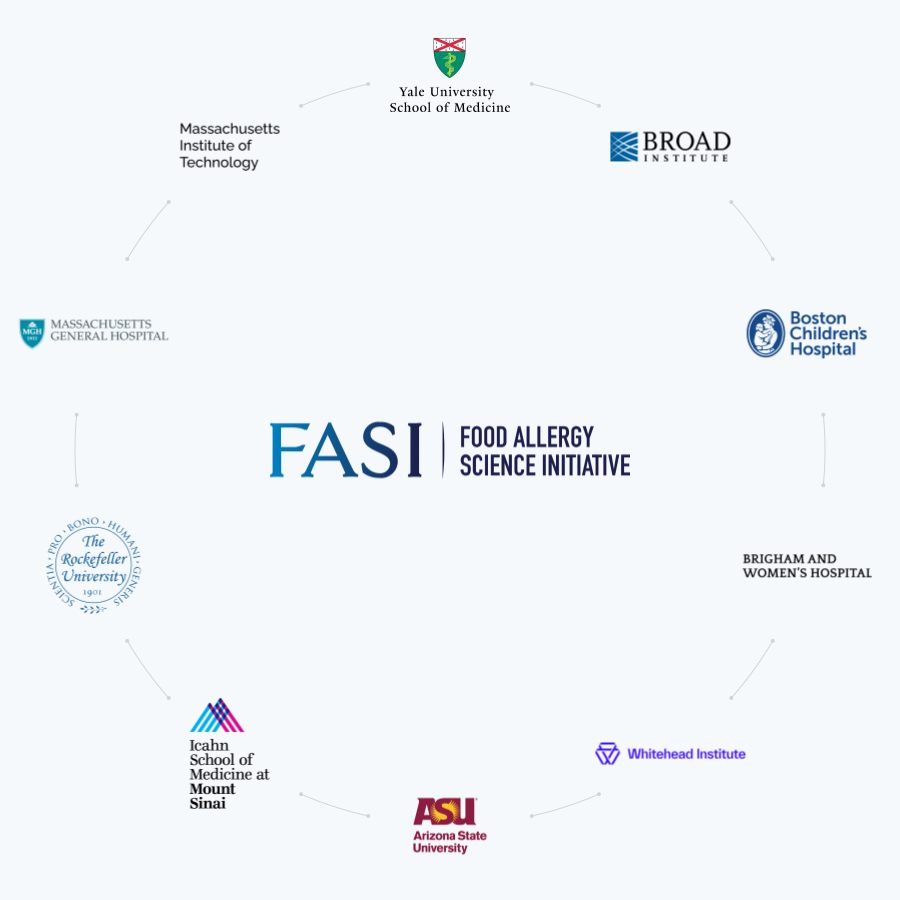 Yale University
School of Medicine
Massachusetts
Institute of
Technology
BROAD
INSTITUTE
MGH
1811
MASSACHUSETTS
GENERAL HOSPITAL
Boston
Children's
Hospital
FASI
FOOD ALLERGY
SCIENCE INITIATIVE
SCIENTIA · PRO · BONO · HUMANI · GENERIS
The
Rockefeller
University
1901
BRIGHAM AND
WOMEN'S HOSPITAL
Icahn
School of
Medicine at
Mount
Sinai
Whitehead Institute
ASU
Arizona State
University